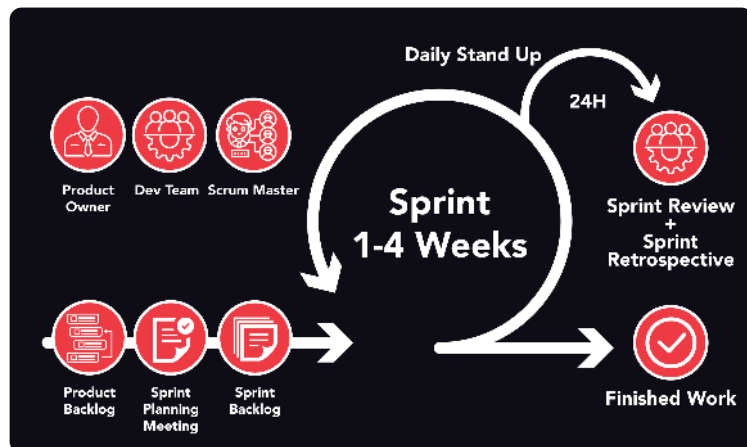 Daily Stand Up
24H
Product
Owner
Dev Team
Scrum Master
Sprint
1-4 Weeks
Sprint Review
+
Sprint
Retrospective
Product
Backlog
Sprint
Planning
Meeting
Sprint
Backlog
Finished Work